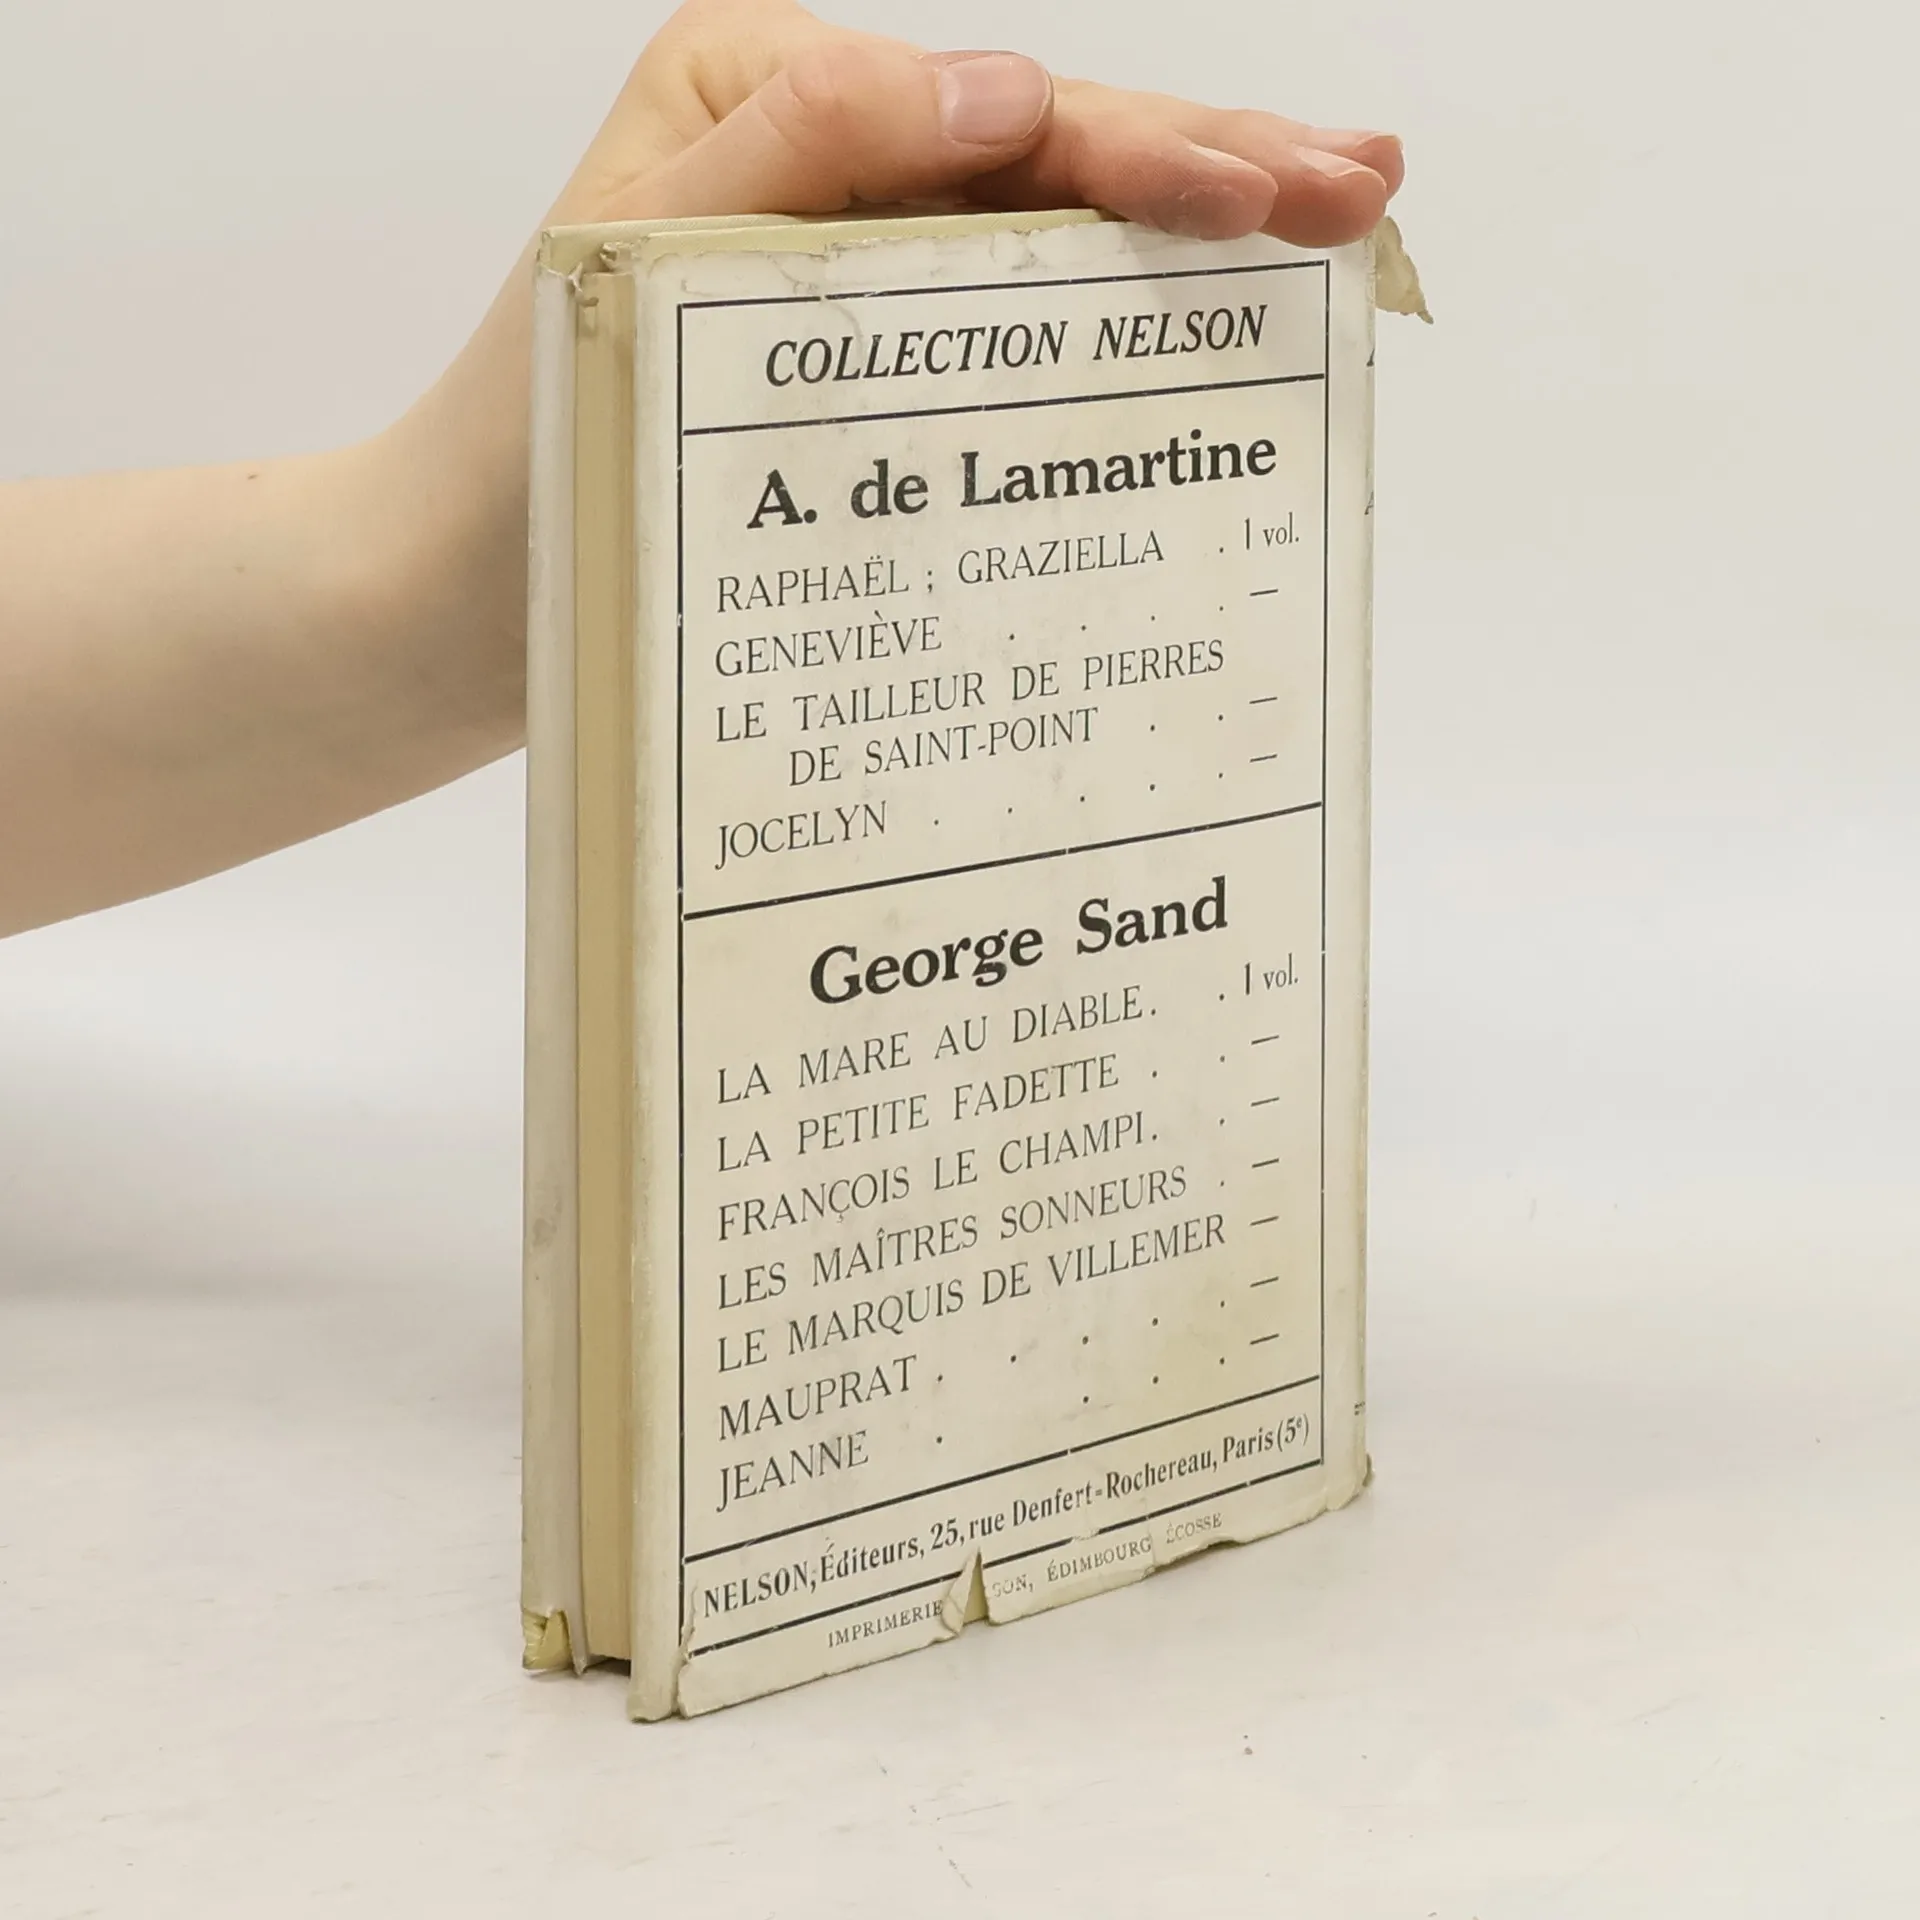 COLLECTION NELSON
A. de Lamartine
RAPHAËL ; GRAZIELLA . 1 vol.
GENEVIÈVE . . . . —
LE TAILLEUR DE PIERRES
DE SAINT-POINT . . —
JOCELYN . . . . . —
George Sand
LA MARE AU DIABLE. . 1 vol.
LA PETITE FADETTE . . —
FRANÇOIS LE CHAMPI. . —
LES MAÎTRES SONNEURS . —
LE MARQUIS DE VILLEMER —
MAUPRAT . . . . . —
JEANNE . . . . —
NELSON, Éditeurs, 25, rue Denfert-Rochereau, Paris (5e)
IMPRIMERIE SON, ÉDIMBOURG ÉCOSSE